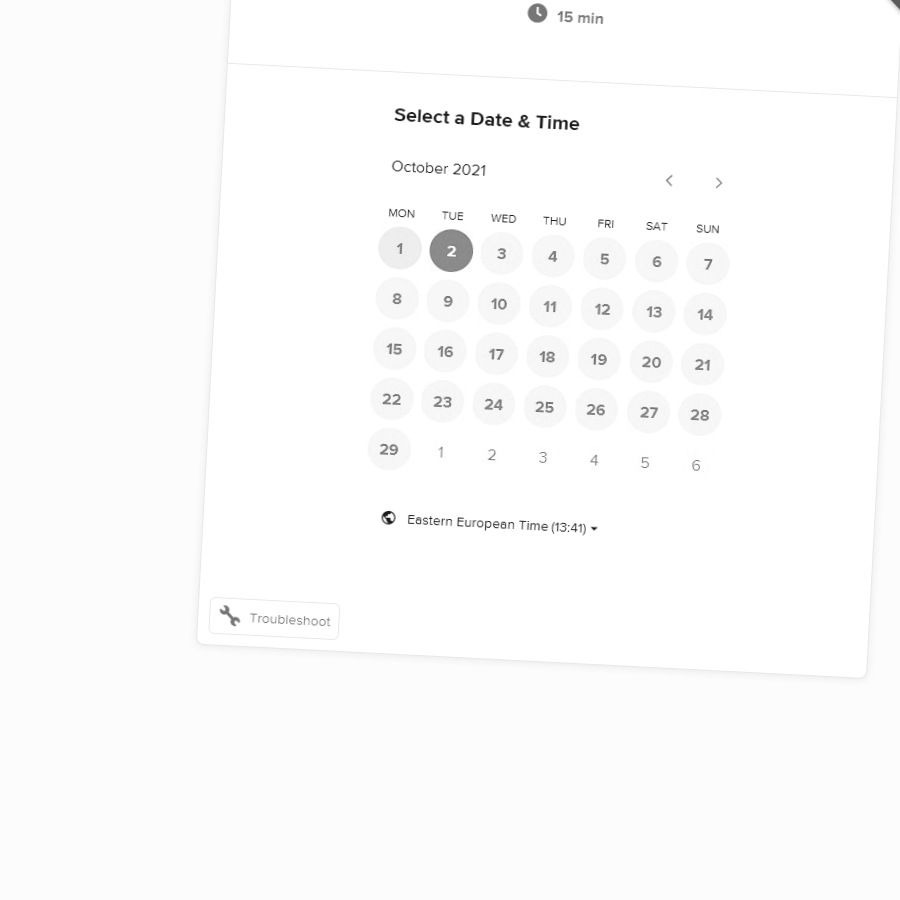 15 min
Select a Date & Time
October 2021
MON TUE WED THU FRI SAT SUN
1 2 3 4 5 6 7
8 9 10 11 12 13 14
15 16 17 18 19 20 21
22 23 24 25 26 27 28
29 1 2 3 4 5 6
Eastern European Time (13:41)
Troubleshoot